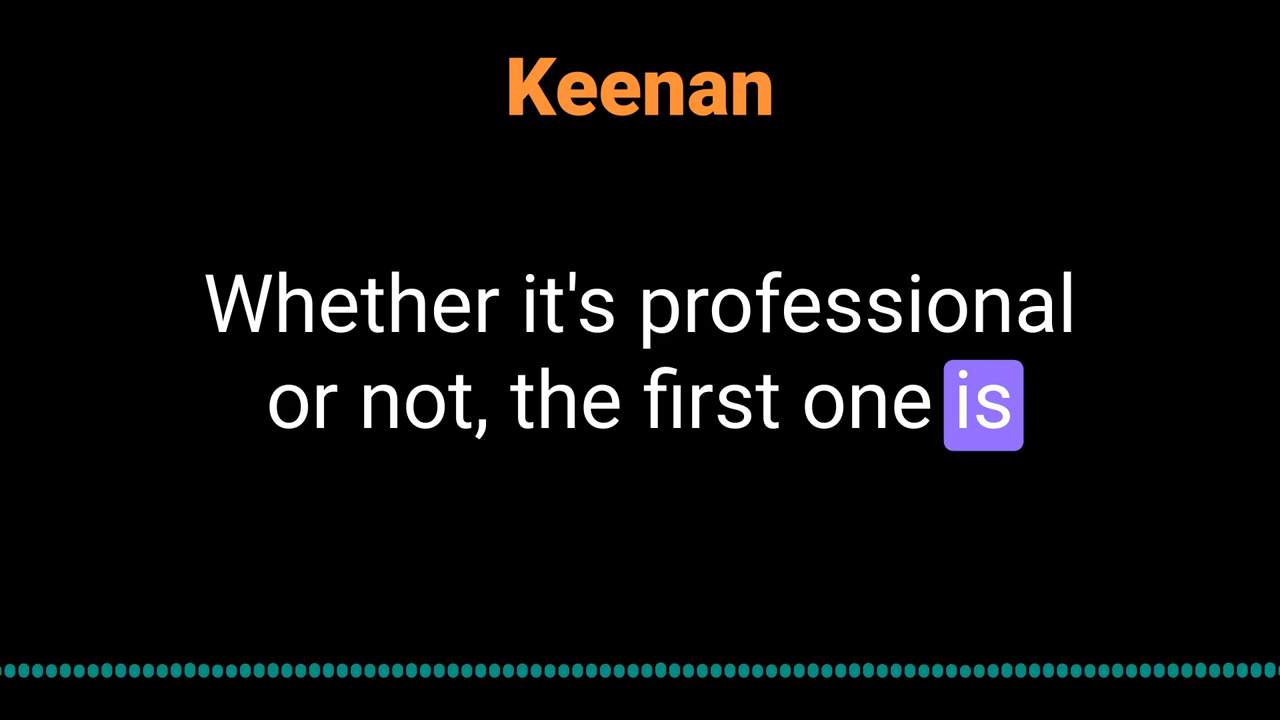 Keenan
Whether it's professional
or not, the first one is